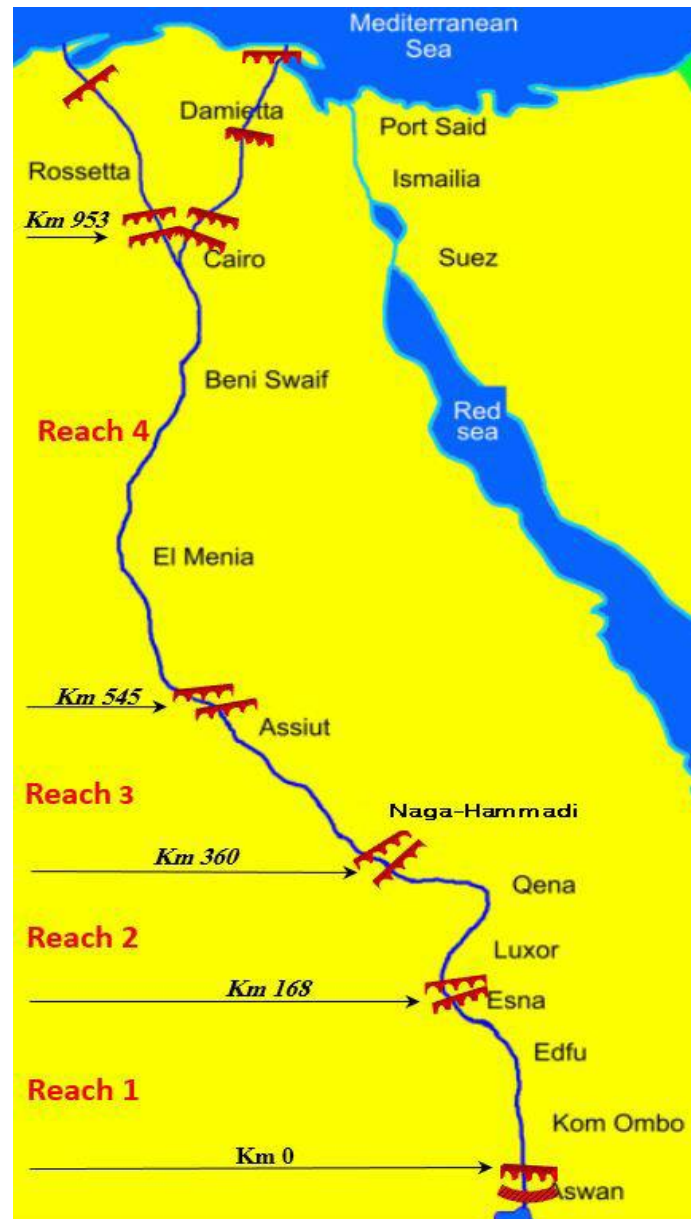 Mediterranean
Sea
Damietta
Port Said
Rossetta
Ismailia
Km 953
Cairo
Suez
Beni Swaif
Red
sea
Reach 4
El Menia
Km 545
Assiut
Reach 3
Naga-Hammadi
Km 360
Qena
Reach 2
Luxor
Km 168
Esna
Edfu
Reach 1
Kom Ombo
Km 0
Aswan